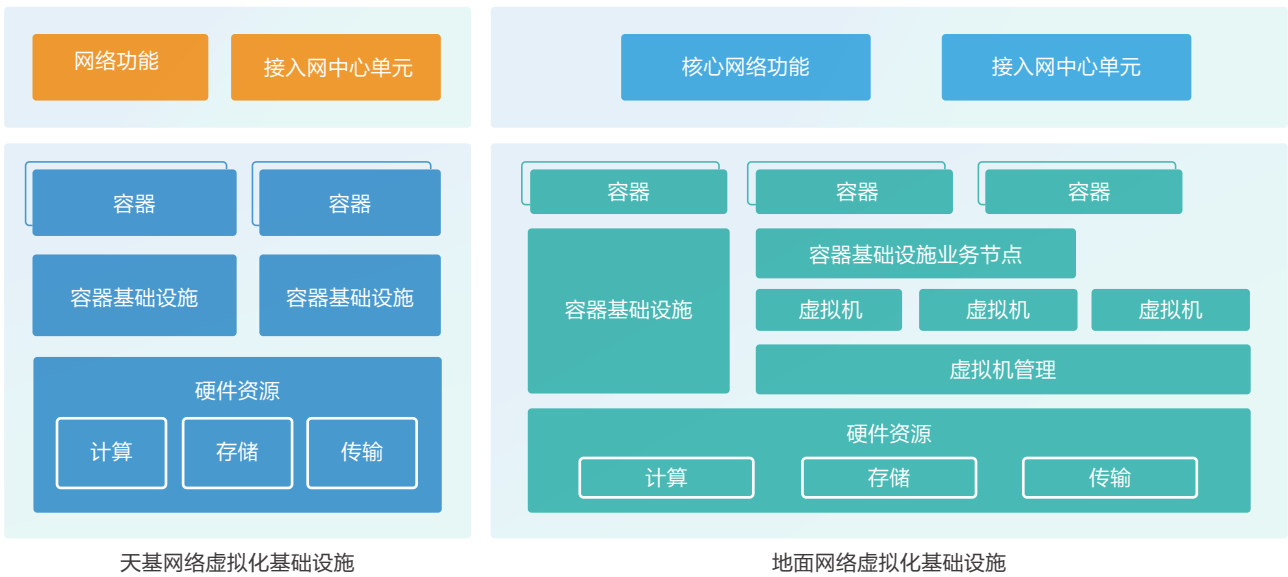 网络功能
接入网中心单元
容器
容器
容器基础设施
容器基础设施
硬件资源
计算
存储
传输
天基网络虚拟化基础设施
核心网络功能
接入网中心单元
容器
容器
容器
容器基础设施
容器基础设施业务节点
虚拟机
虚拟机
虚拟机
虚拟机管理
硬件资源
计算
存储
传输
地面网络虚拟化基础设施